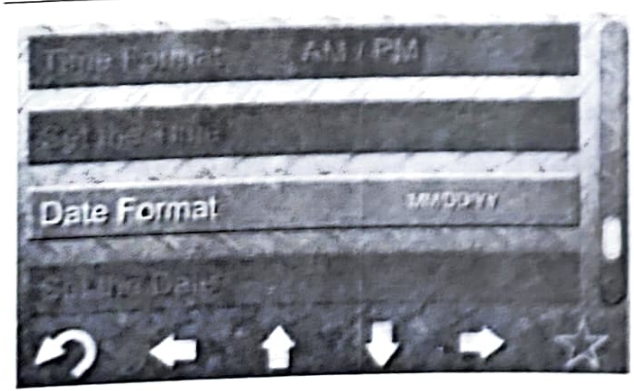 Time Format AM / PM
Set the Time
Date Format MMDDYY
Set the Date